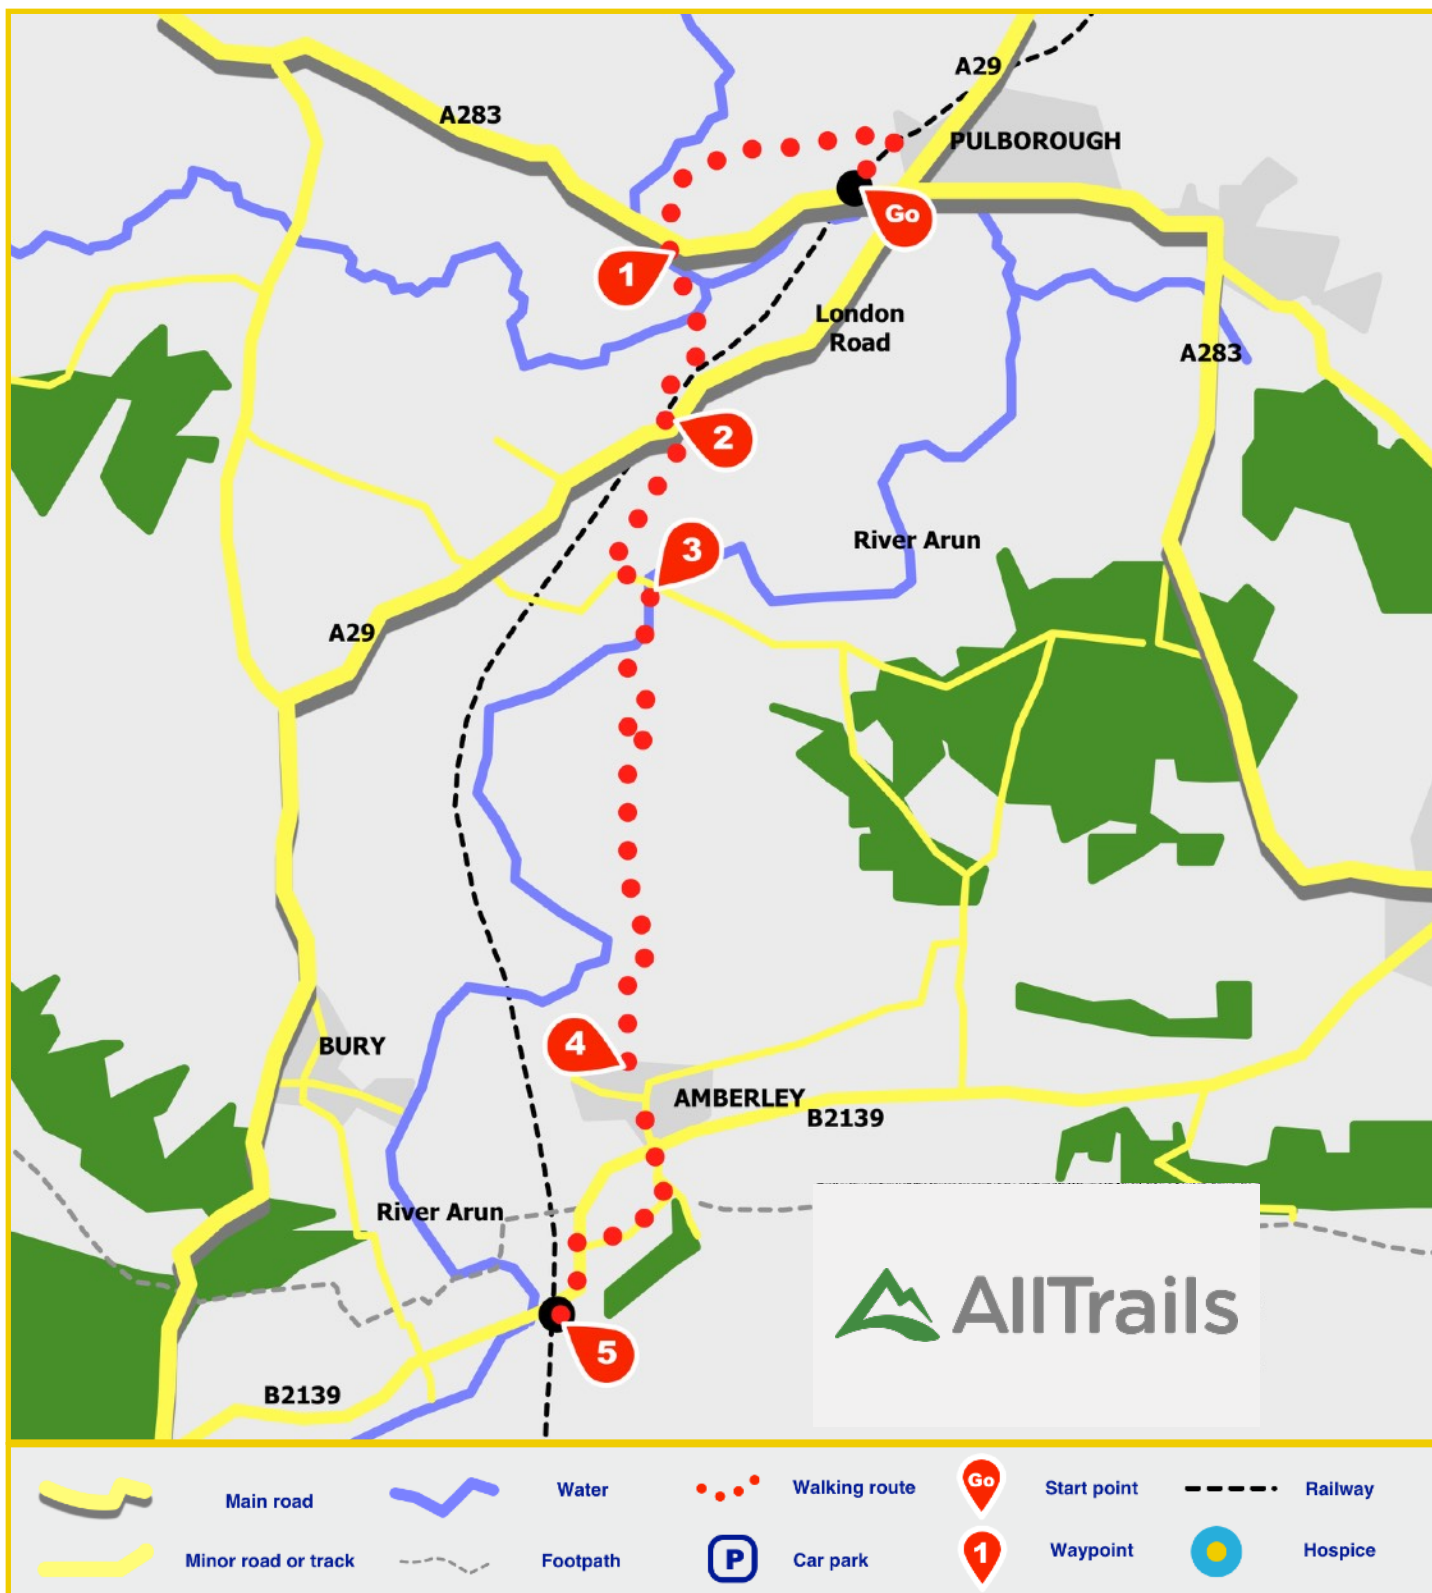 A29
A283
PULBOROUGH
Go
1
London
Road
A283
2
3
River Arun
A29
4
BURY
AMBERLEY
B2139
River Arun
AllTrails
5
B2139
Main road
Water
Walking route
Go
Start point
Railway
Minor road or track
Footpath
P
Car park
1
Waypoint
Hospice